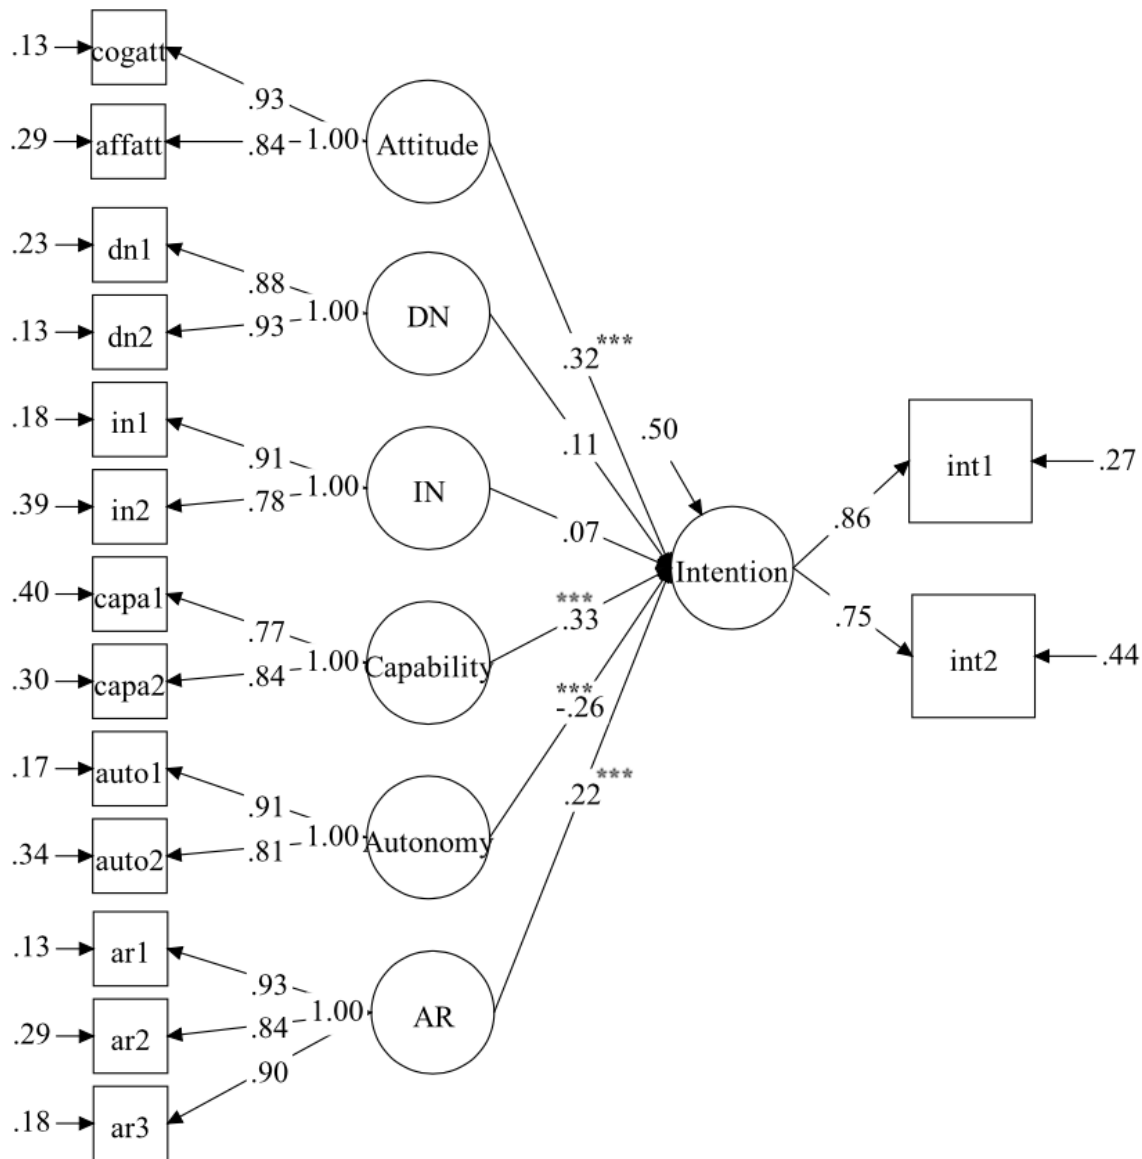 .13
cogatt
.93
.29
affatt
.84
1.00
Attitude
.23
dn1
.88
.13
dn2
.93
1.00
DN
.32***
.18
in1
.91
.39
in2
.78
1.00
IN
.11
.07
.50
Intention
.86
int1
.27
.75
int2
.44
.40
capa1
.77
.30
capa2
.84
1.00
Capability
***
.33
.17
auto1
.91
.34
auto2
.81
1.00
Autonomy
***
-.26
.22***
.13
ar1
.93
.29
ar2
.84
1.00
AR
.90
.18
ar3